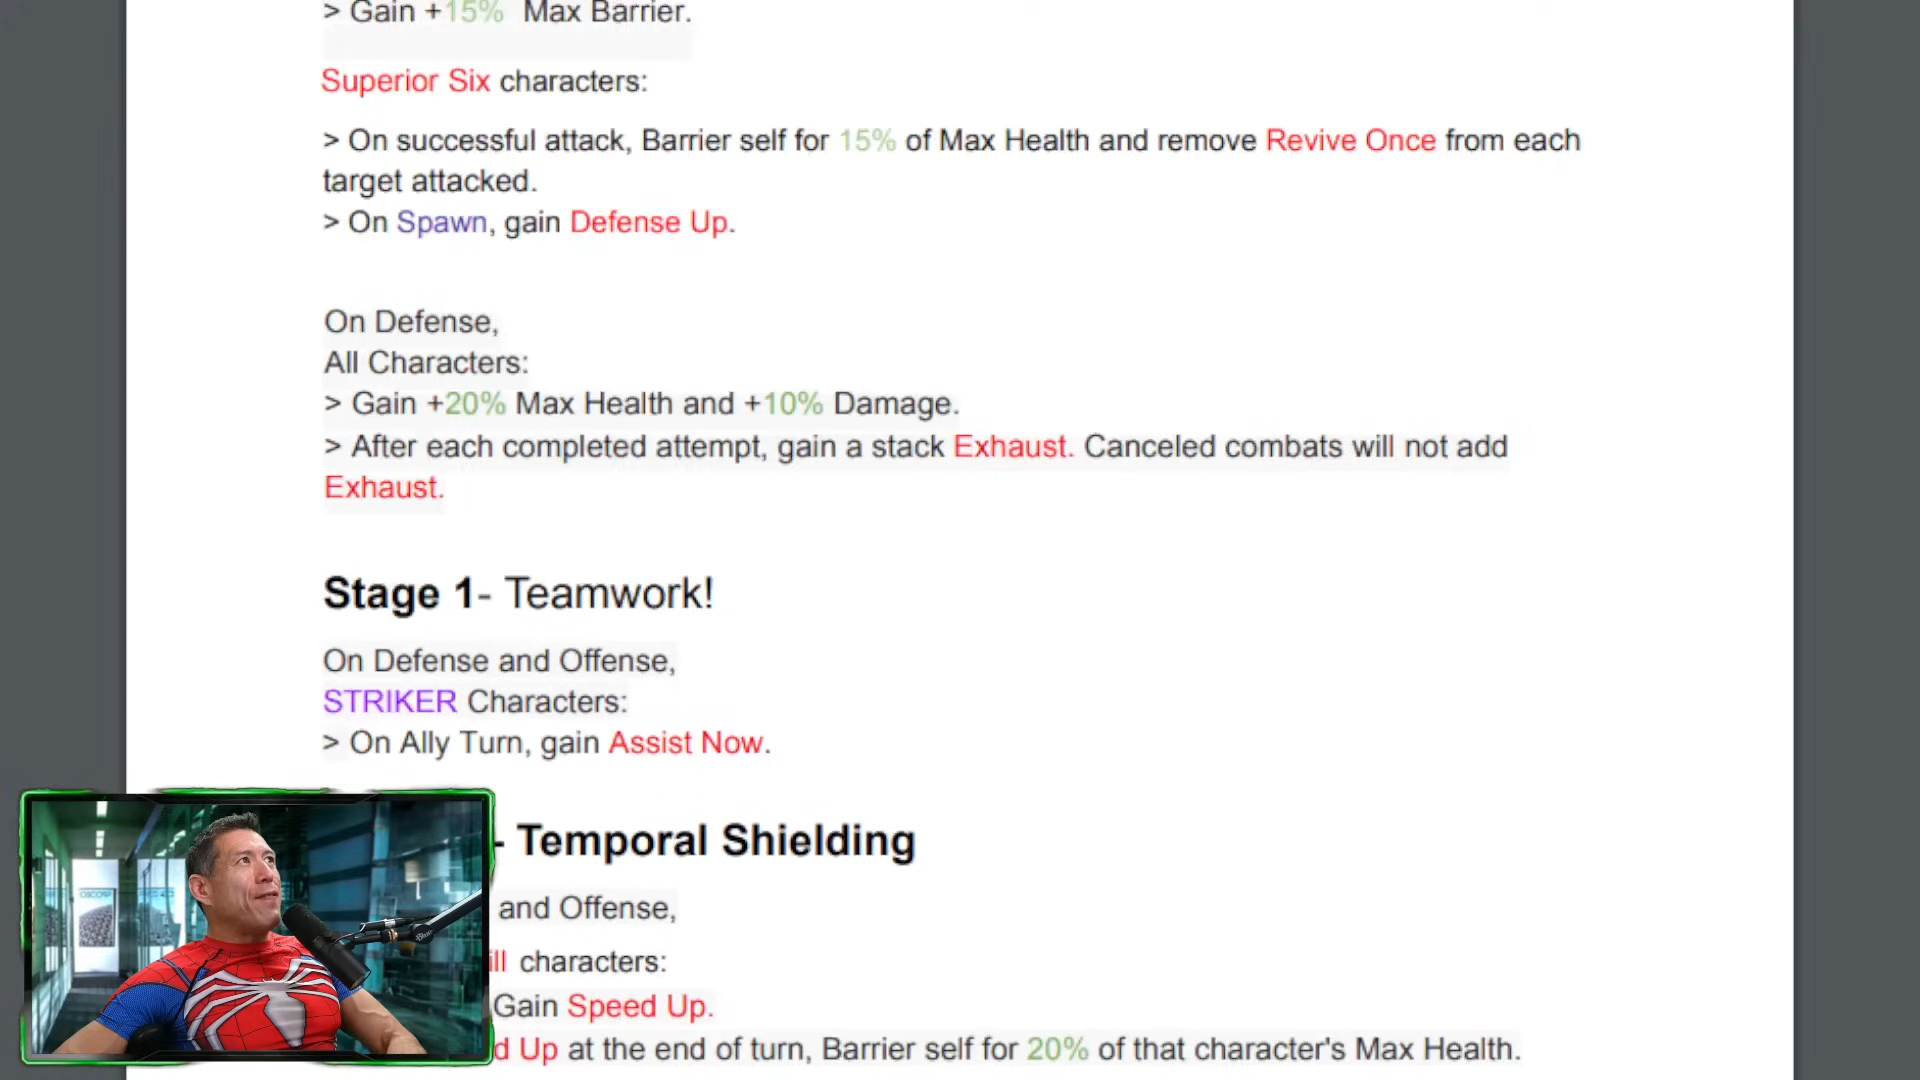 > Gain +15% Max Barrier.
Superior Six characters:
> On successful attack, Barrier self for 15% of Max Health and remove Revive Once from each
target attacked.
> On Spawn, gain Defense Up.
On Defense,
All Characters:
> Gain +20% Max Health and +10% Damage.
> After each completed attempt, gain a stack Exhaust. Canceled combats will not add
Exhaust.
Stage 1- Teamwork!
On Defense and Offense,
STRIKER Characters:
> On Ally Turn, gain Assist Now.
- Temporal Shielding
and Offense,
ill characters:
Gain Speed Up.
d Up at the end of turn, Barrier self for 20% of that character's Max Health.
OSCORP
Blue